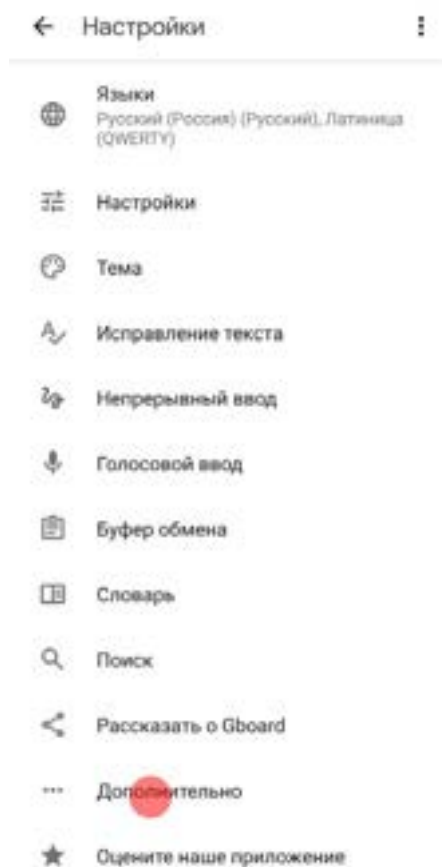 Настройки
Языки
Русский (Россия) (Русский), Латиница
(QWERTY)
Настройки
Тема
Исправление текста
Непрерывный ввод
Голосовой ввод
Буфер обмена
Словарь
Поиск
Рассказать о Gboard
Дополнительно
Оцените наше приложение